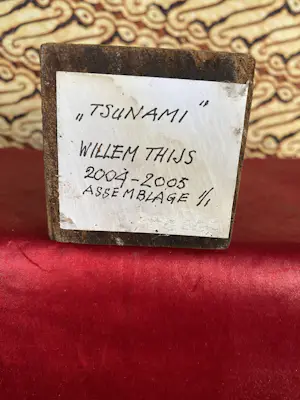 „TSUNAMI"
WILLEM THIJS
2004-2005
ASSEMBLAGE 1/1